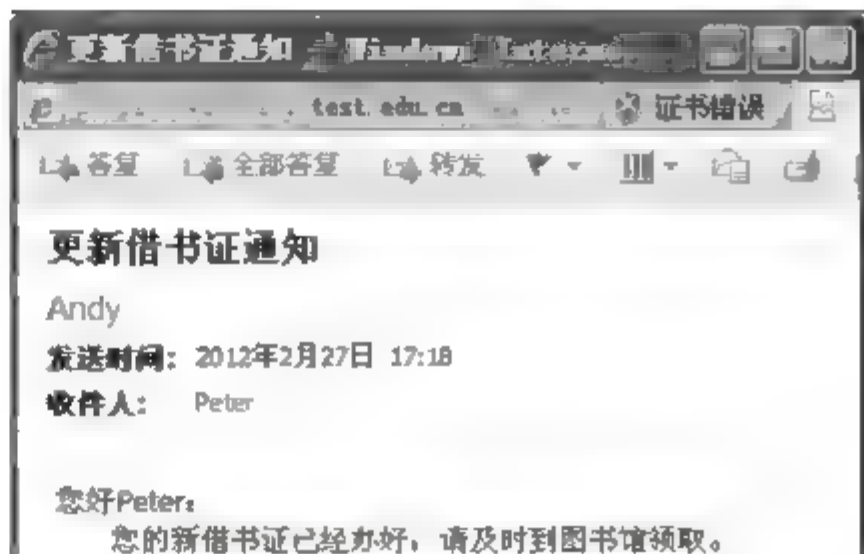 更新借书证通知 - Windows Internet
test.edu.cn 证书错误
答复 全部答复 转发
更新借书证通知
Andy
发送时间: 2012年2月27日 17:18
收件人: Peter
您好Peter:
您的新借书证已经办好，请及时到图书馆领取。